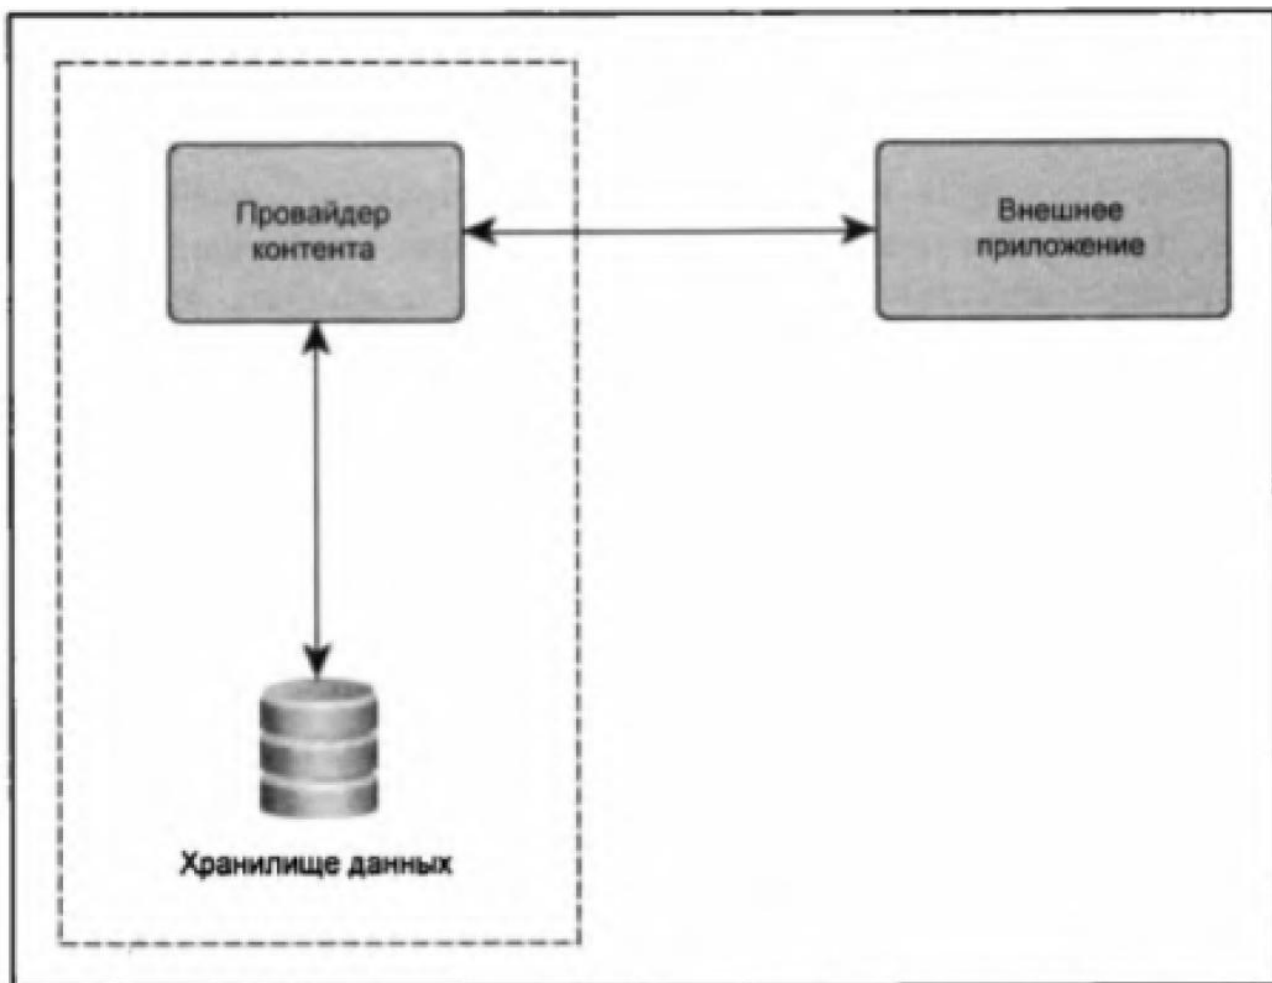 Провайдер
контента
Внешнее
приложение
Хранилище данных